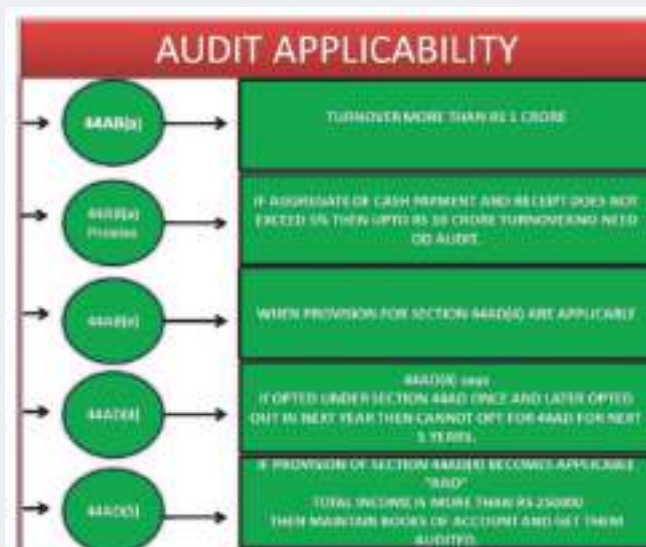 AUDIT APPLICABILITY
44AB(a)
TURNOVER MORE THAN RS 1 CRORE
44AB(a)
Proviso
IF AGGREGATE OF CASH PAYMENT AND RECEIPT DOES NOT
EXCEED 5% THEN UPTO RS 10 CRORE TURNOVER NO NEED
OD AUDIT.
44AB(e)
WHEN PROVISION FOR SECTION 44AD(4) ARE APPLICABLE
44AD(4)
44AD(4) says
IF OPTED UNDER SECTION 44AD ONCE AND LATER OPTED
OUT IN NEXT YEAR THEN CANNOT OPT FOR 44AD FOR NEXT
5 YEARS.
44AD(5)
IF PROVISION OF SECTION 44AD(4) BECOMES APPLICABLE
"AND"
TOTAL INCOME IS MORE THAN RS 250000
THEN MAINTAIN BOOKS OF ACCOUNT AND GET THEM
AUDITED.